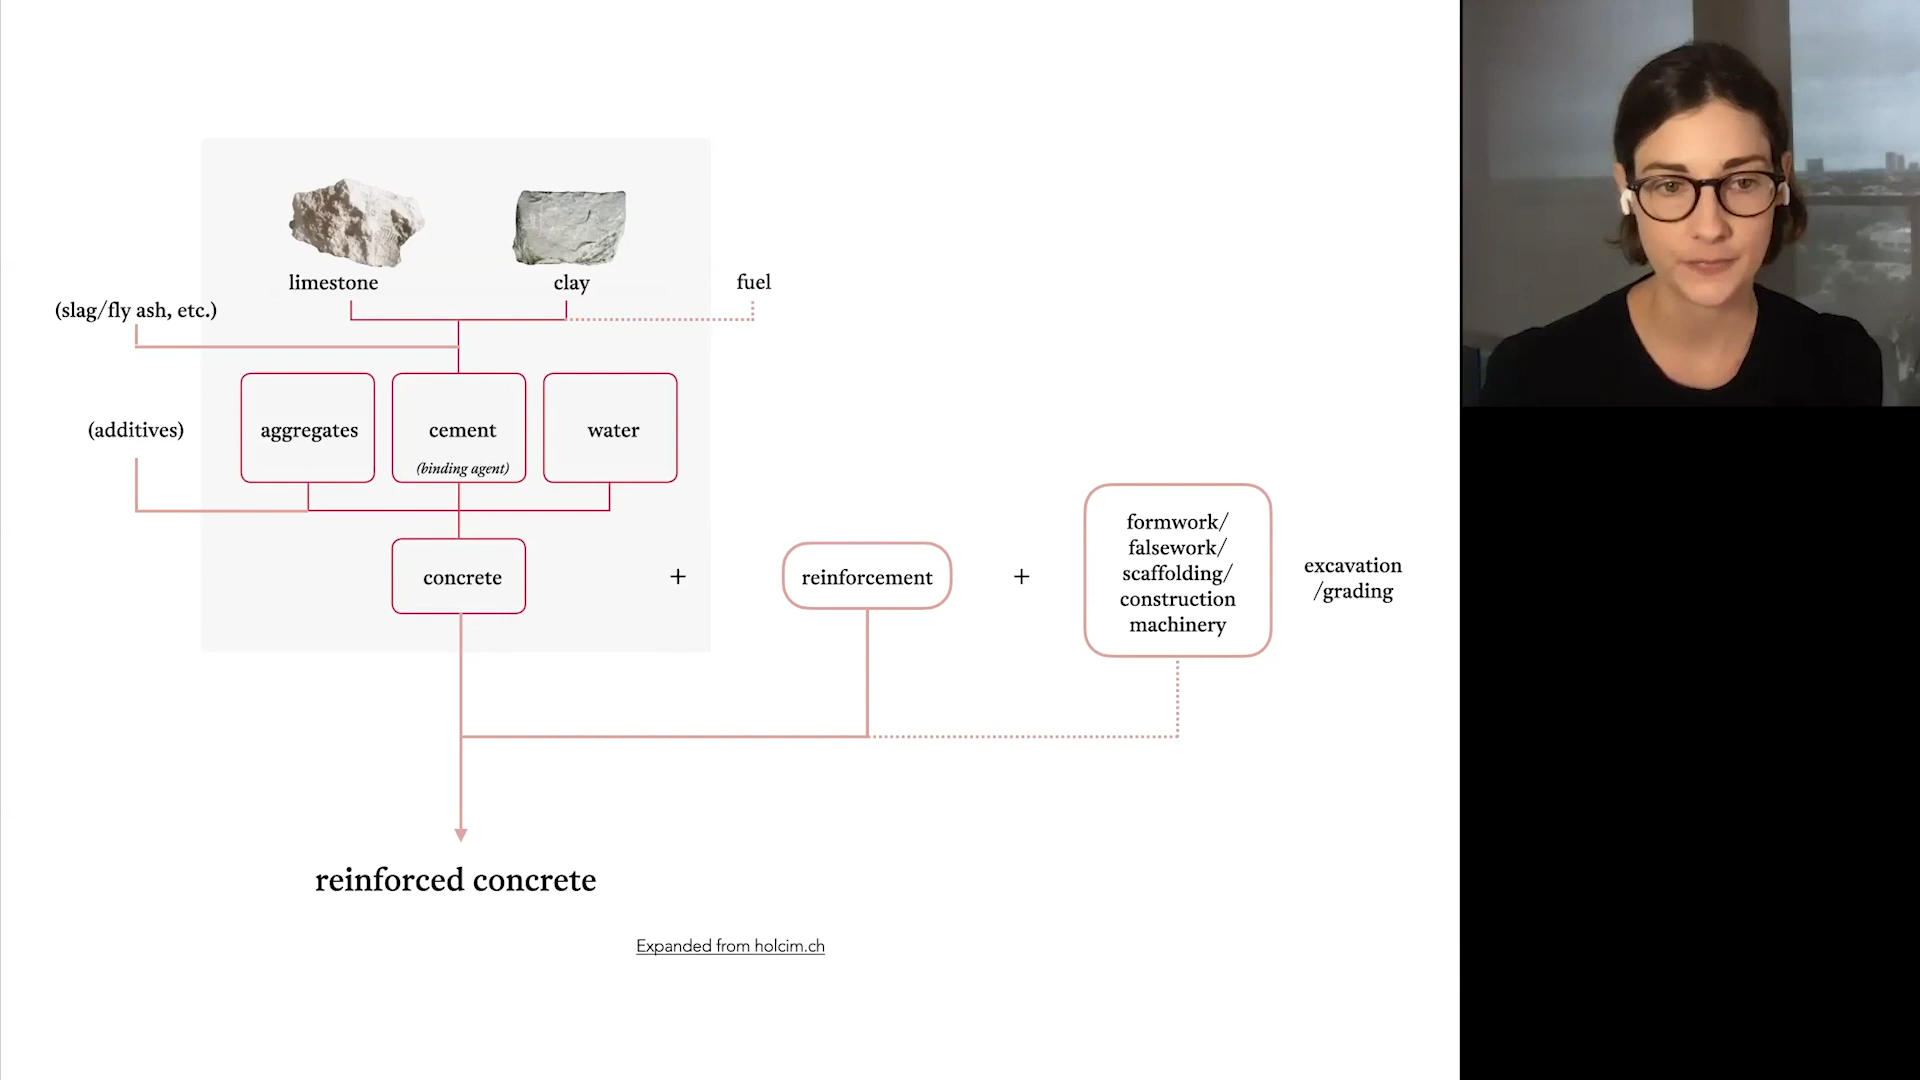 limestone
clay
fuel
(slag/fly ash, etc.)
(additives)
aggregates
cement
(binding agent)
water
concrete
+
reinforcement
+
formwork/
falsework/
scaffolding/
construction
machinery
excavation
/grading
reinforced concrete
Expanded from holcim.ch